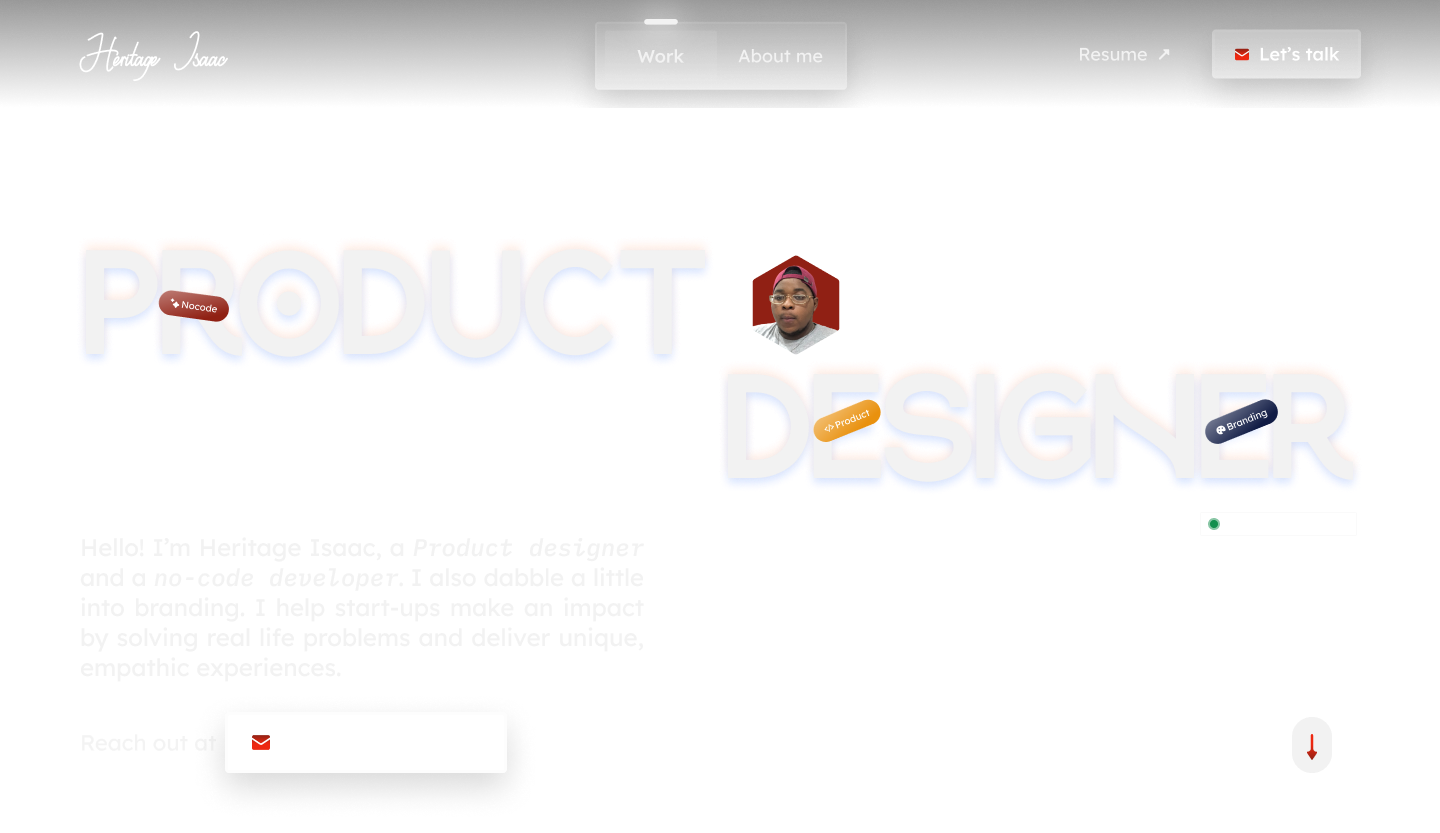 Heritage Isaac
Work
About me
Resume
Let's talk
PRODUCT
Nocode
DESIGNER
Product
Branding
Hello! I'm Heritage Isaac, a Product designer
and a no-code developer. I also dabble a little
into branding. I help start-ups make an impact
by solving real life problems and deliver unique,
empathic experiences.
Reach out at